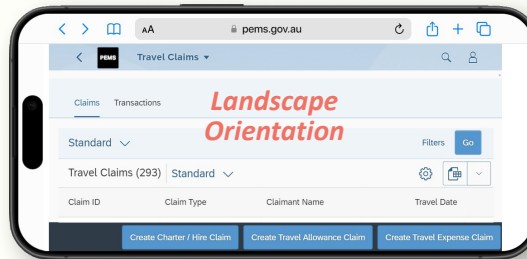 AA pems.gov.au
PEMS Travel Claims
Claims Transactions
Landscape
Orientation
Standard Filters Go
Travel Claims (293) Standard
Claim ID Claim Type Claimant Name Travel Date
Create Charter / Hire Claim Create Travel Allowance Claim Create Travel Expense Claim